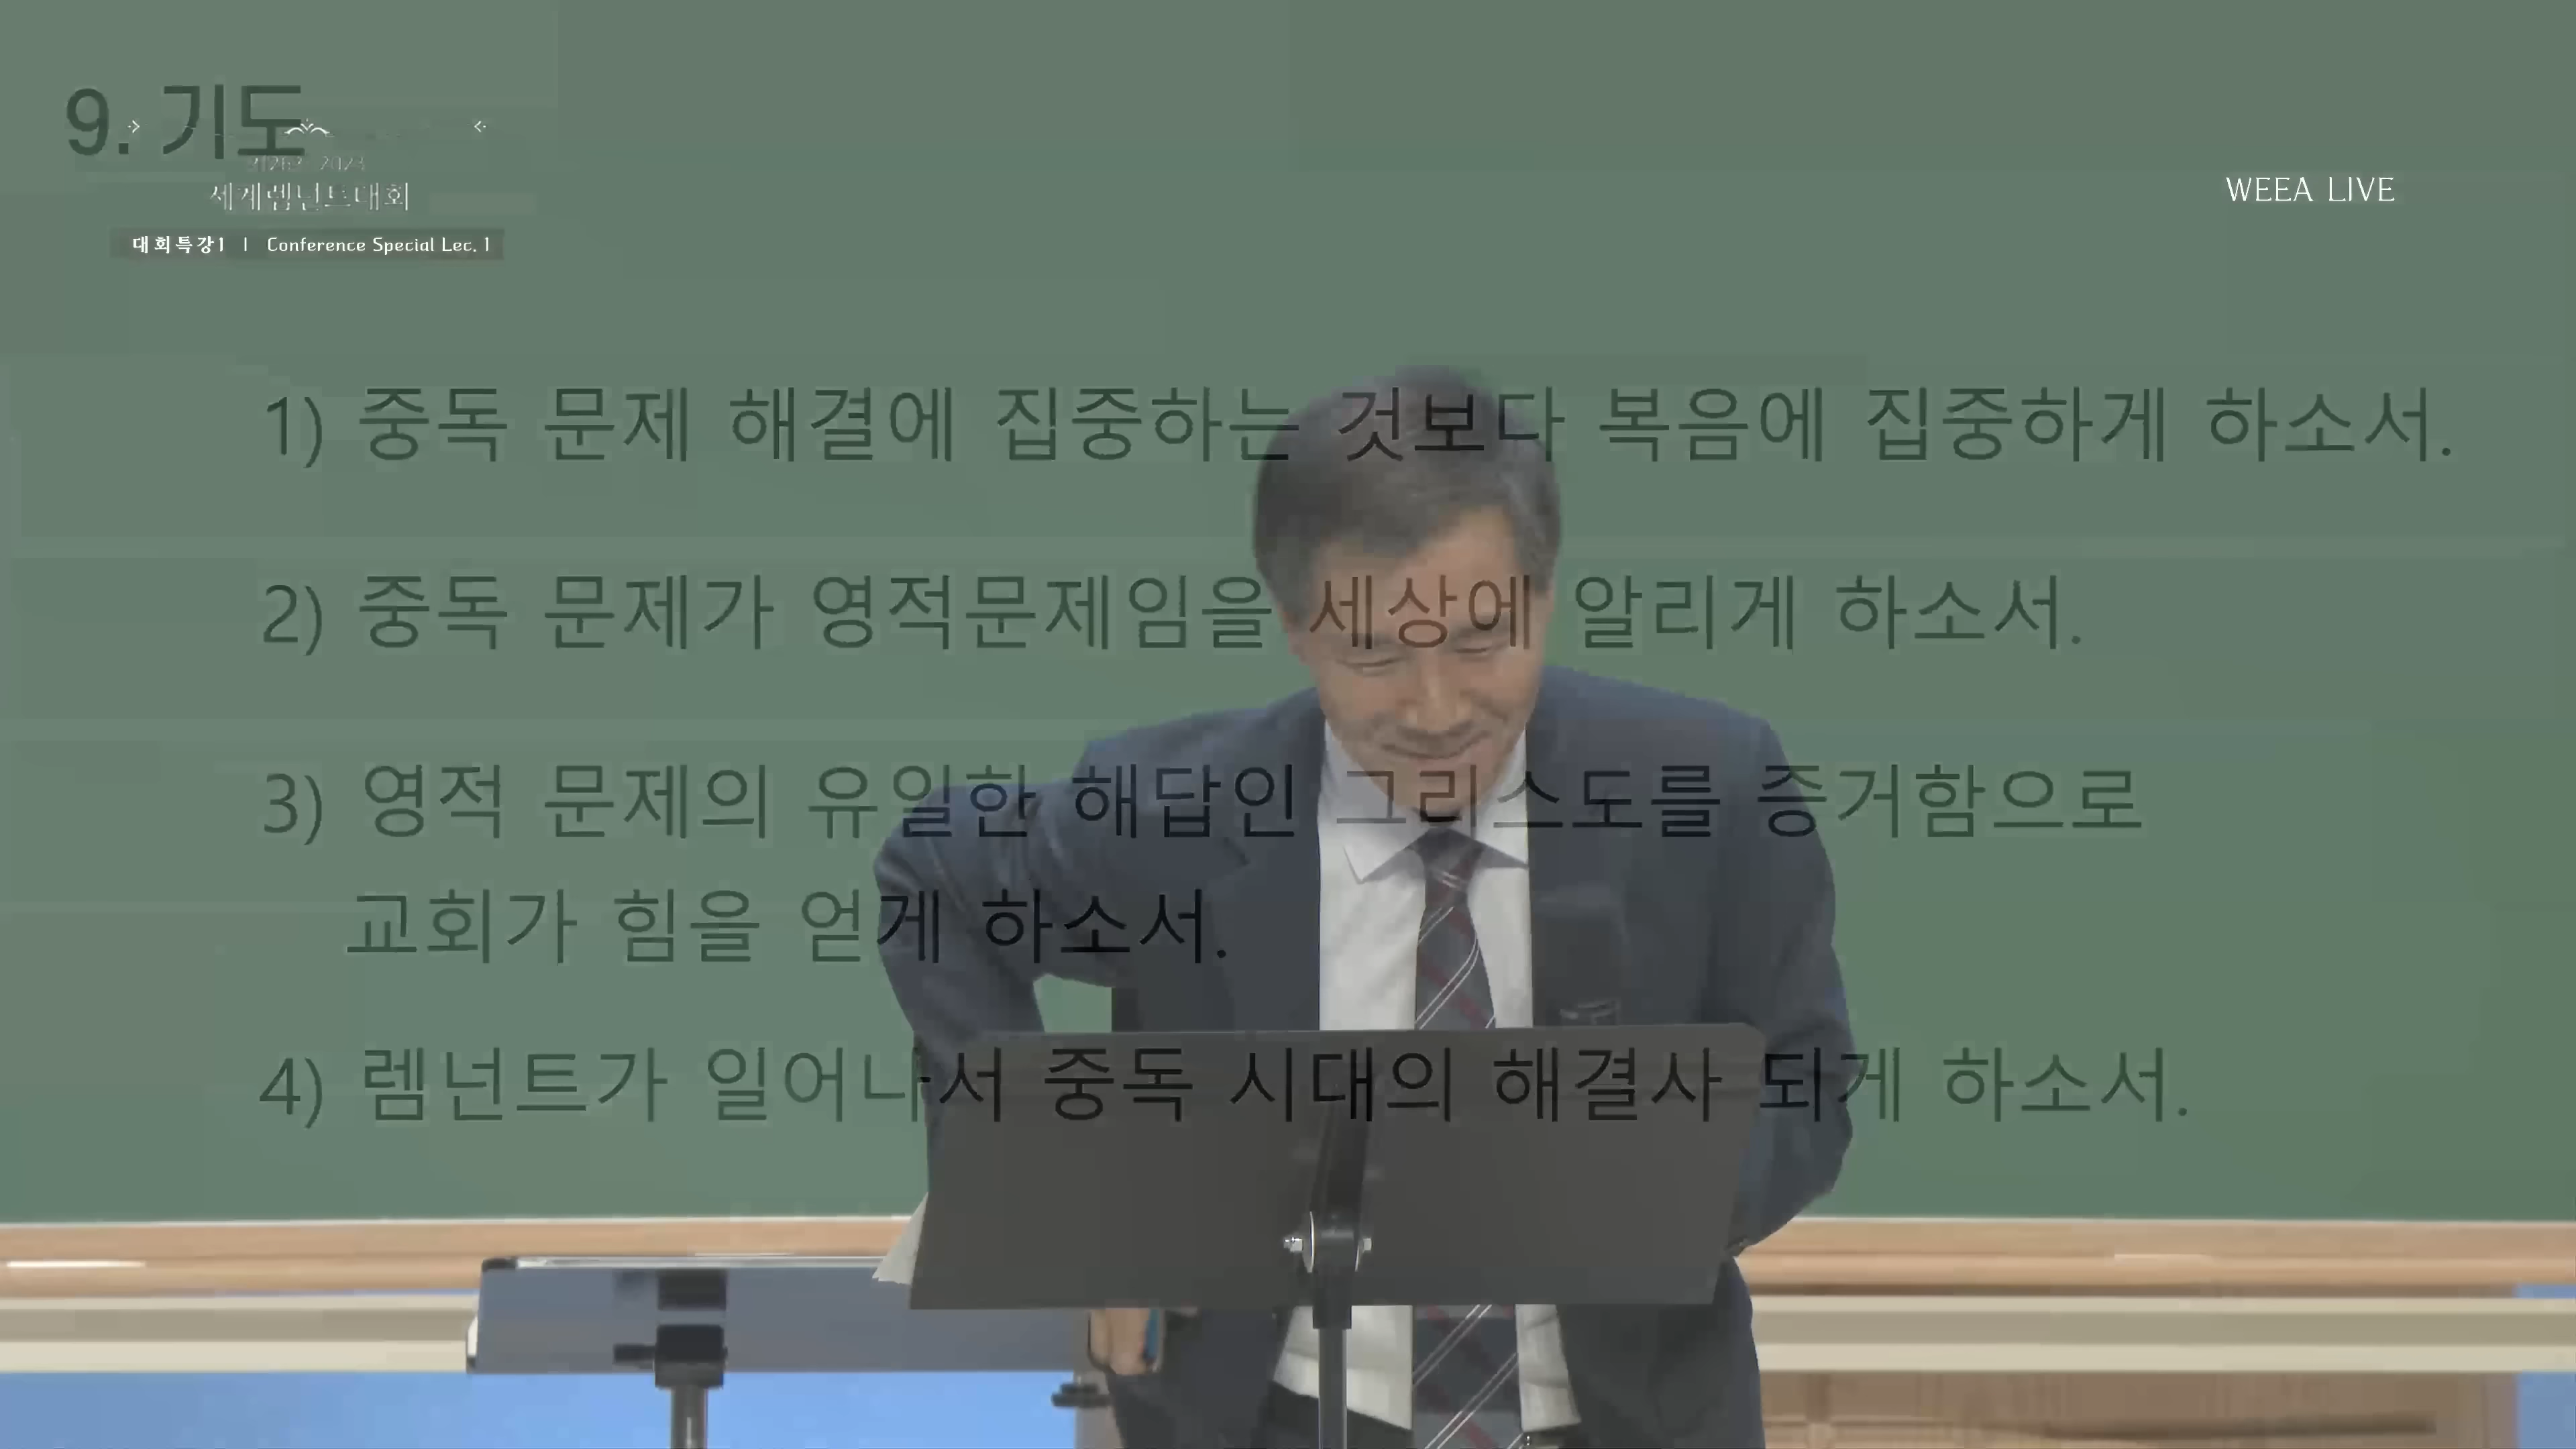 9. 기도
세계렘넌트대회
대회특강1 | Conference Special Lec. 1
WEEA LIVE
1) 중독 문제 해결에 집중하는 것보다 복음에 집중하게 하소서.
2) 중독 문제가 영적문제임을 세상에 알리게 하소서.
3) 영적 문제의 유일한 해답인 그리스도를 증거함으로
교회가 힘을 얻게 하소서.
4) 렘넌트가 일어나서 중독 시대의 해결사 되게 하소서.